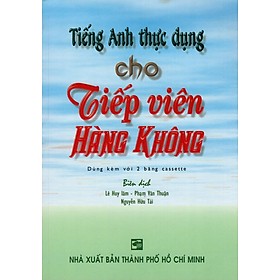 Tiếng Anh thực dụng
cho
Tiếp viên
HÀNG KHÔNG
Dùng kèm với 2 băng cassette
Biên dịch
Lê Huy Lâm - Phạm Văn Thuận
Nguyễn Hữu Tài
NHÀ XUẤT BẢN THÀNH PHỐ HỒ CHÍ MINH